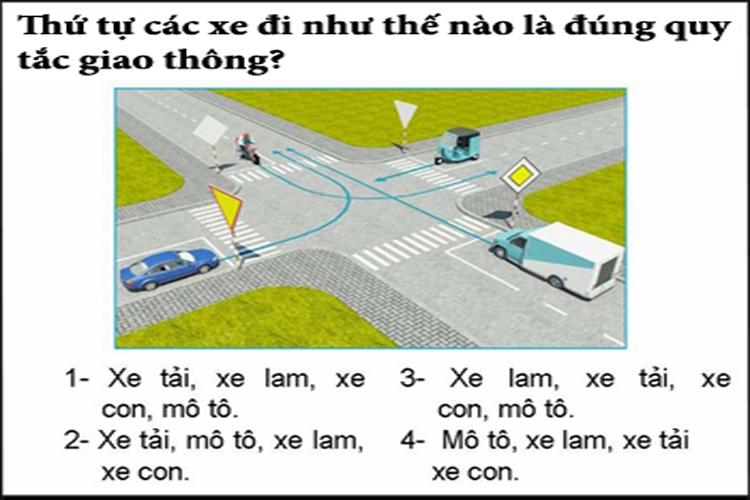 Thứ tự các xe đi như thế nào là đúng quy
tắc giao thông?
1- Xe tải, xe lam, xe
con, mô tô.
2- Xe tải, mô tô, xe lam,
xe con.
3- Xe lam, xe tải, xe
con, mô tô.
4- Mô tô, xe lam, xe tải
xe con.